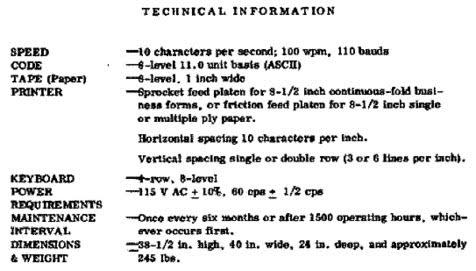 TECHNICAL INFORMATION
SPEED —10 characters per second; 100 wpm, 110 bauds
CODE —8-level 11.0 unit basis (ASCII)
TAPE (Paper) —8-level, 1 inch wide
PRINTER —Sprocket feed platen for 8-1/2 inch continuous-fold busi-
ness forms, or friction feed platen for 8-1/2 inch single
or multiple ply paper.
Horizontal spacing 10 characters per inch.
Vertical spacing single or double row (3 or 6 lines per inch).
KEYBOARD —4-row, 8-level
POWER —115 V AC ± 10%, 60 cps ± 1/2 cps
REQUIREMENTS
MAINTENANCE —Once every six months or after 1500 operating hours, which-
INTERVAL ever occurs first.
DIMENSIONS —38-1/2 in. high, 40 in. wide, 24 in. deep, and approximately
& WEIGHT 245 lbs.